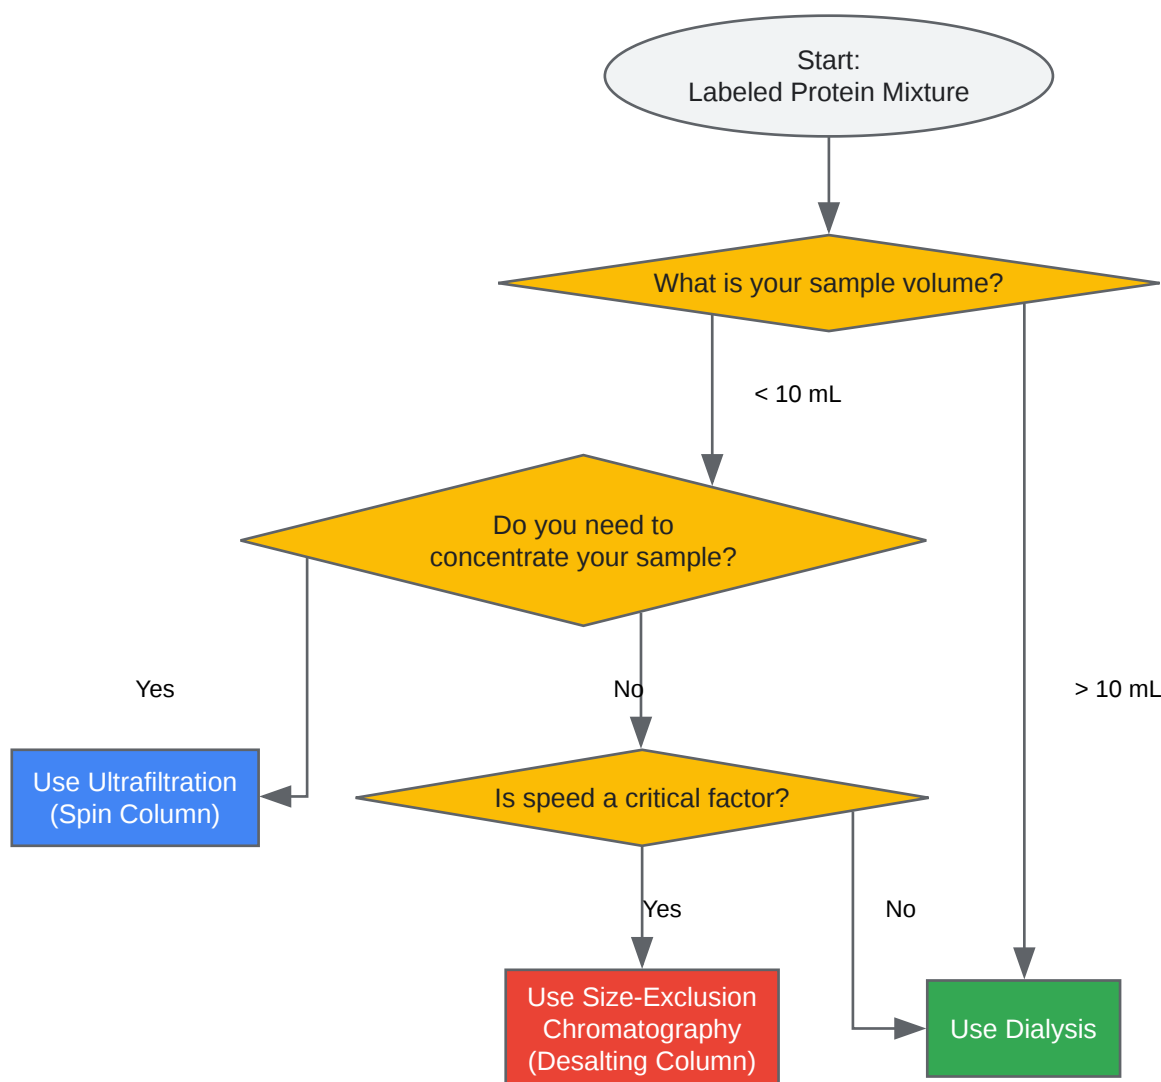 Start:
Labeled Protein Mixture
What is your sample volume?
< 10 mL
Do you need to
concentrate your sample?
Yes
No
> 10 mL
Use Ultrafiltration
(Spin Column)
Is speed a critical factor?
Yes
No
Use Size-Exclusion
Chromatography
(Desalting Column)
Use Dialysis